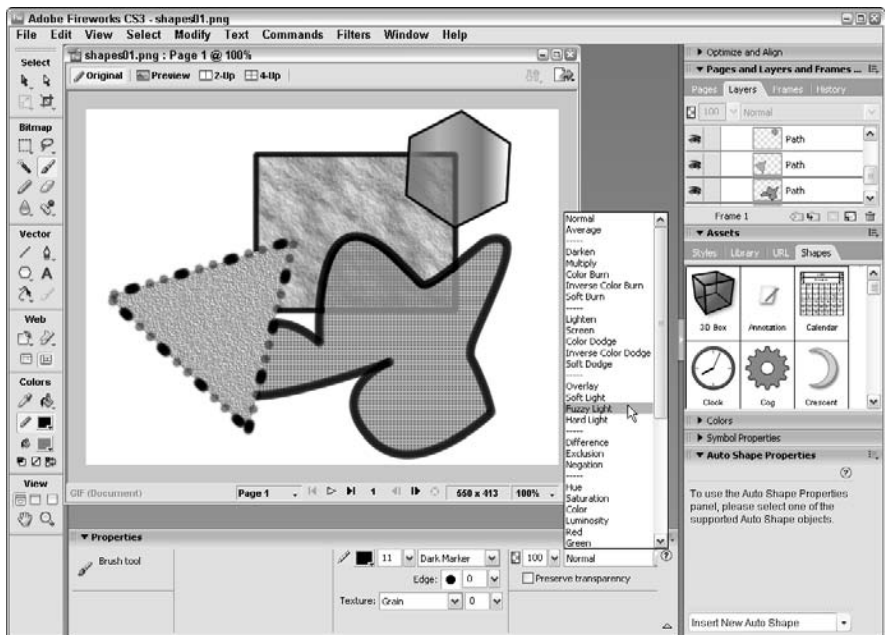 Adobe Fireworks CS3 - shapes01.png
File Edit View Select Modify Text Commands Filters Window Help
Select
Bitmap
Vector
Web
Colors
View
shapes01.png : Page 1 @ 100%
Original Preview 2-Up 4-Up
GIF (Document) Page 1 1 550 x 413 100%
Normal
Average
-----
Darken
Multiply
Color Burn
Inverse Color Burn
Soft Burn
-----
Lighten
Screen
Color Dodge
Inverse Color Dodge
Soft Dodge
-----
Overlay
Soft Light
Fuzzy Light
Hard Light
-----
Difference
Exclusion
Negation
-----
Hue
Saturation
Color
Luminosity
Red
Green
Properties
Brush tool
11 Dark Marker 100 Normal
Edge: 0 Preserve transparency
Texture: Grain 0
Optimize and Align
Pages and Layers and Frames ...
Pages Layers Frames History
100 Normal
Path
Path
Path
Frame 1
Assets
Styles Library URL Shapes
3D Box Annotation Calendar
Clock Cog Crescent
Colors
Symbol Properties
Auto Shape Properties
To use the Auto Shape Properties
panel, please select one of the
supported Auto Shape objects.
Insert New Auto Shape